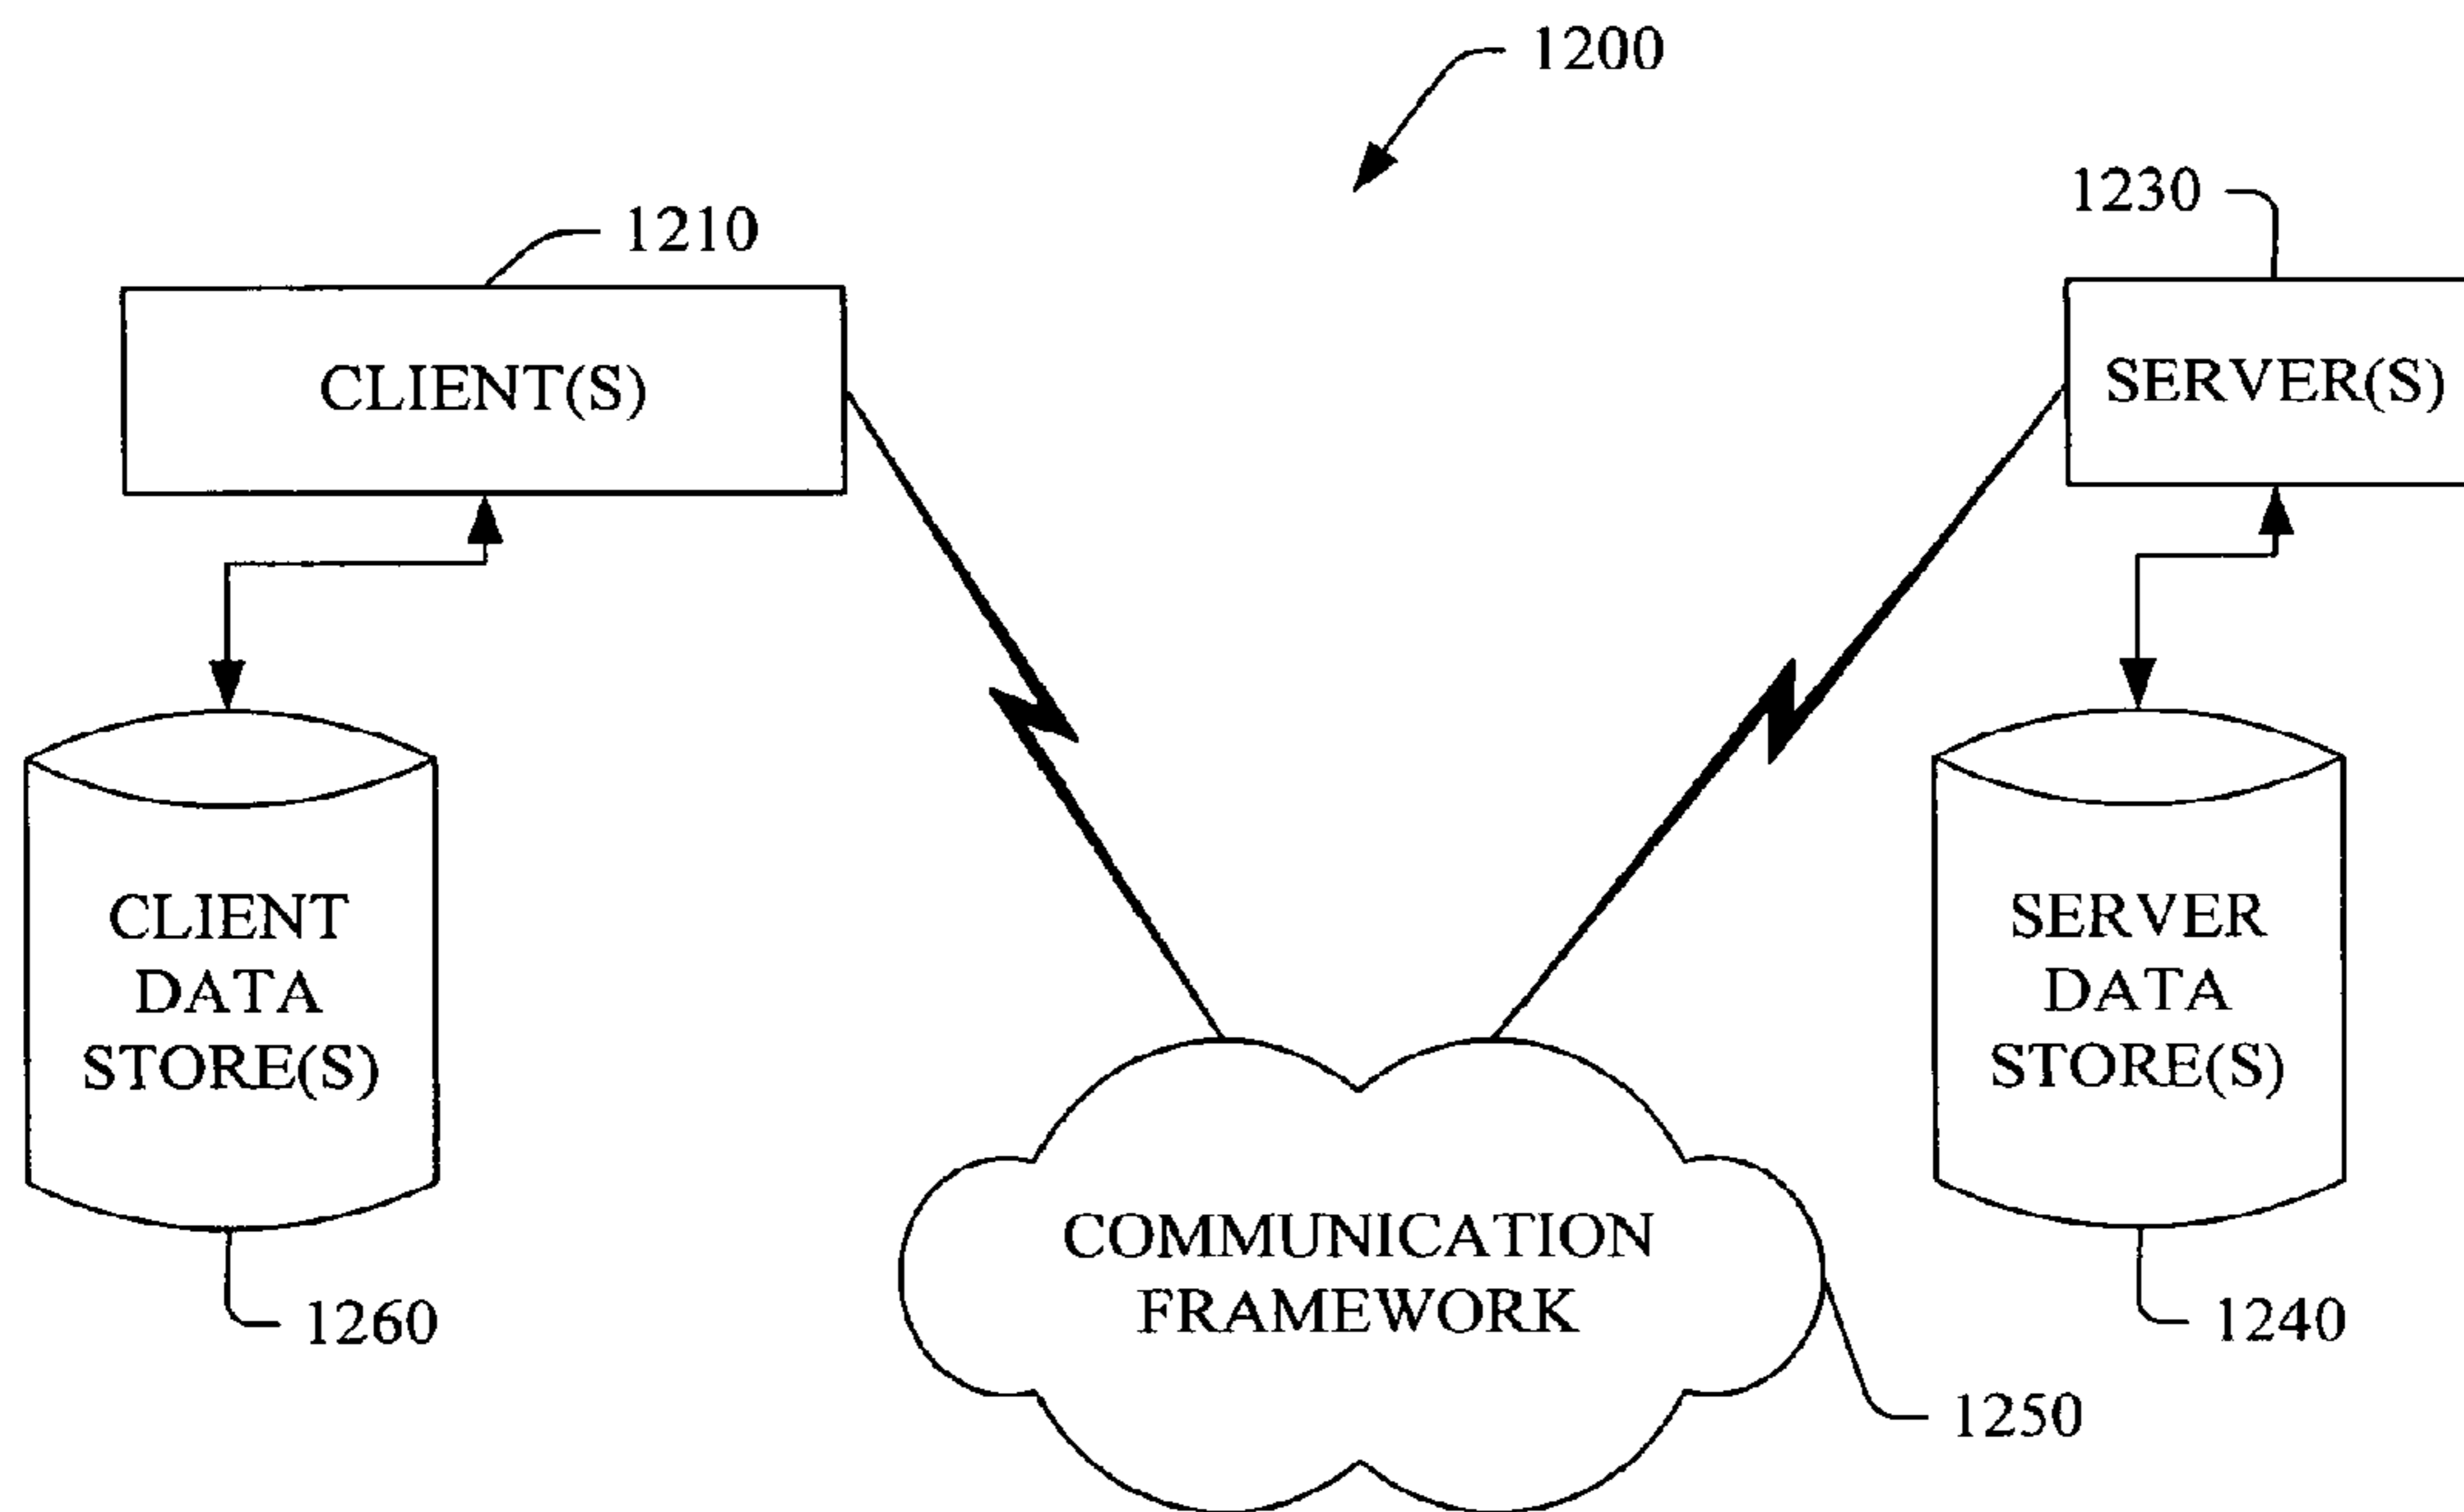 1200
1210
1230
CLIENT(S)
SERVER(S)
CLIENT
DATA
STORE(S)
SERVER
DATA
STORE(S)
COMMUNICATION
FRAMEWORK
1260
1240
1250